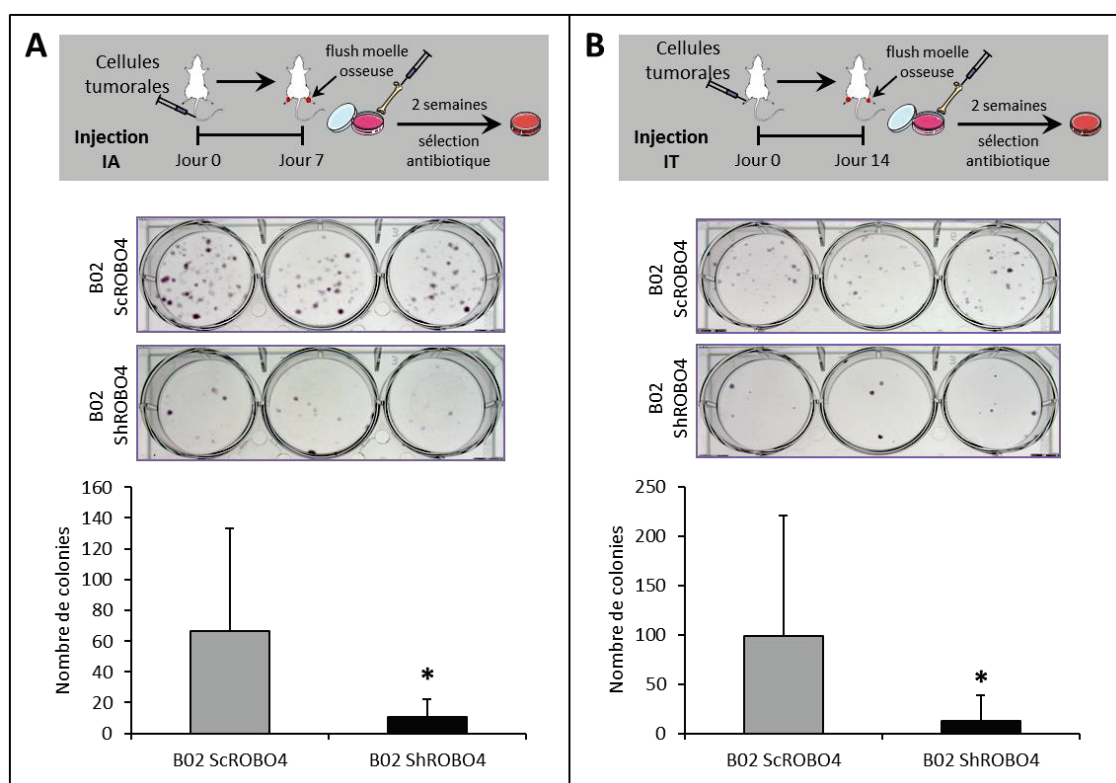 A
Cellules
tumorales
flush moelle
osseuse
2 semaines
sélection
antibiotique
Injection
IA
Jour 0
Jour 7
B02
ScROBO4
B02
ShROBO4
Nombre de colonies
160
140
120
100
80
60
40
20
0
*
B02 ScROBO4
B02 ShROBO4
B
Cellules
tumorales
flush moelle
osseuse
2 semaines
sélection
antibiotique
Injection
IT
Jour 0
Jour 14
B02
ScROBO4
B02
ShROBO4
Nombre de colonies
250
200
150
100
50
0
*
B02 ScROBO4
B02 ShROBO4